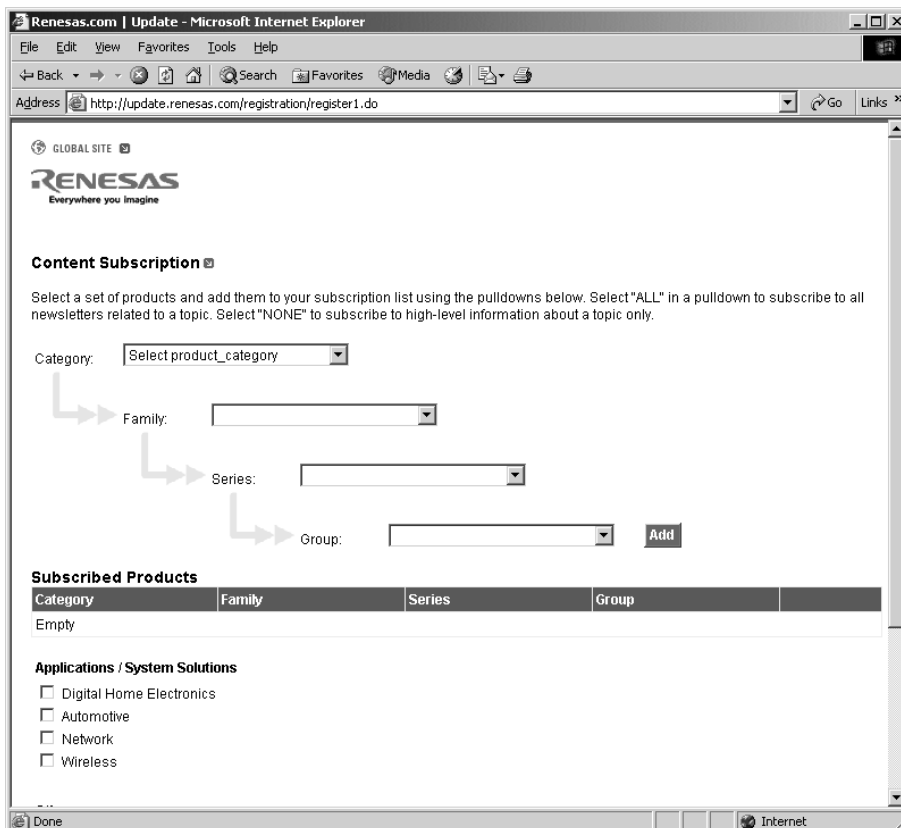 Renesas.com | Update - Microsoft Internet Explorer
File Edit View Favorites Tools Help
Back Search Favorites Media
Address http://update.renesas.com/registration/register1.do Go Links »
GLOBAL SITE
RENESAS
Everywhere you Imagine
Content Subscription
Select a set of products and add them to your subscription list using the pulldowns below. Select "ALL" in a pulldown to subscribe to all
newsletters related to a topic. Select "NONE" to subscribe to high-level information about a topic only.
Category: Select product_category
Family:
Series:
Group: Add
Subscribed Products
Category Family Series Group
Empty
Applications / System Solutions
Digital Home Electronics
Automotive
Network
Wireless
Done Internet